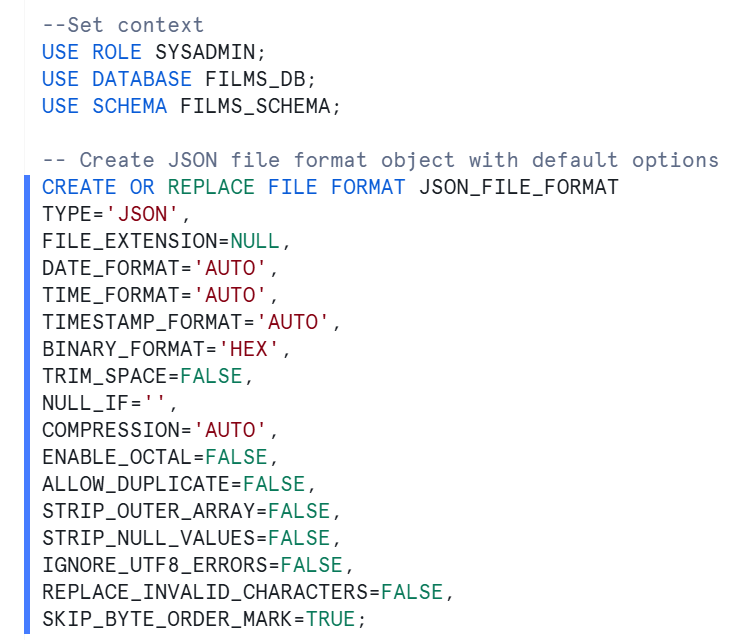 --Set context
USE ROLE SYSADMIN;
USE DATABASE FILMS_DB;
USE SCHEMA FILMS_SCHEMA;
-- Create JSON file format object with default options
CREATE OR REPLACE FILE FORMAT JSON_FILE_FORMAT
TYPE='JSON',
FILE_EXTENSION=NULL,
DATE_FORMAT='AUTO',
TIME_FORMAT='AUTO',
TIMESTAMP_FORMAT='AUTO',
BINARY_FORMAT='HEX',
TRIM_SPACE=FALSE,
NULL_IF='',
COMPRESSION='AUTO',
ENABLE_OCTAL=FALSE,
ALLOW_DUPLICATE=FALSE,
STRIP_OUTER_ARRAY=FALSE,
STRIP_NULL_VALUES=FALSE,
IGNORE_UTF8_ERRORS=FALSE,
REPLACE_INVALID_CHARACTERS=FALSE,
SKIP_BYTE_ORDER_MARK=TRUE;